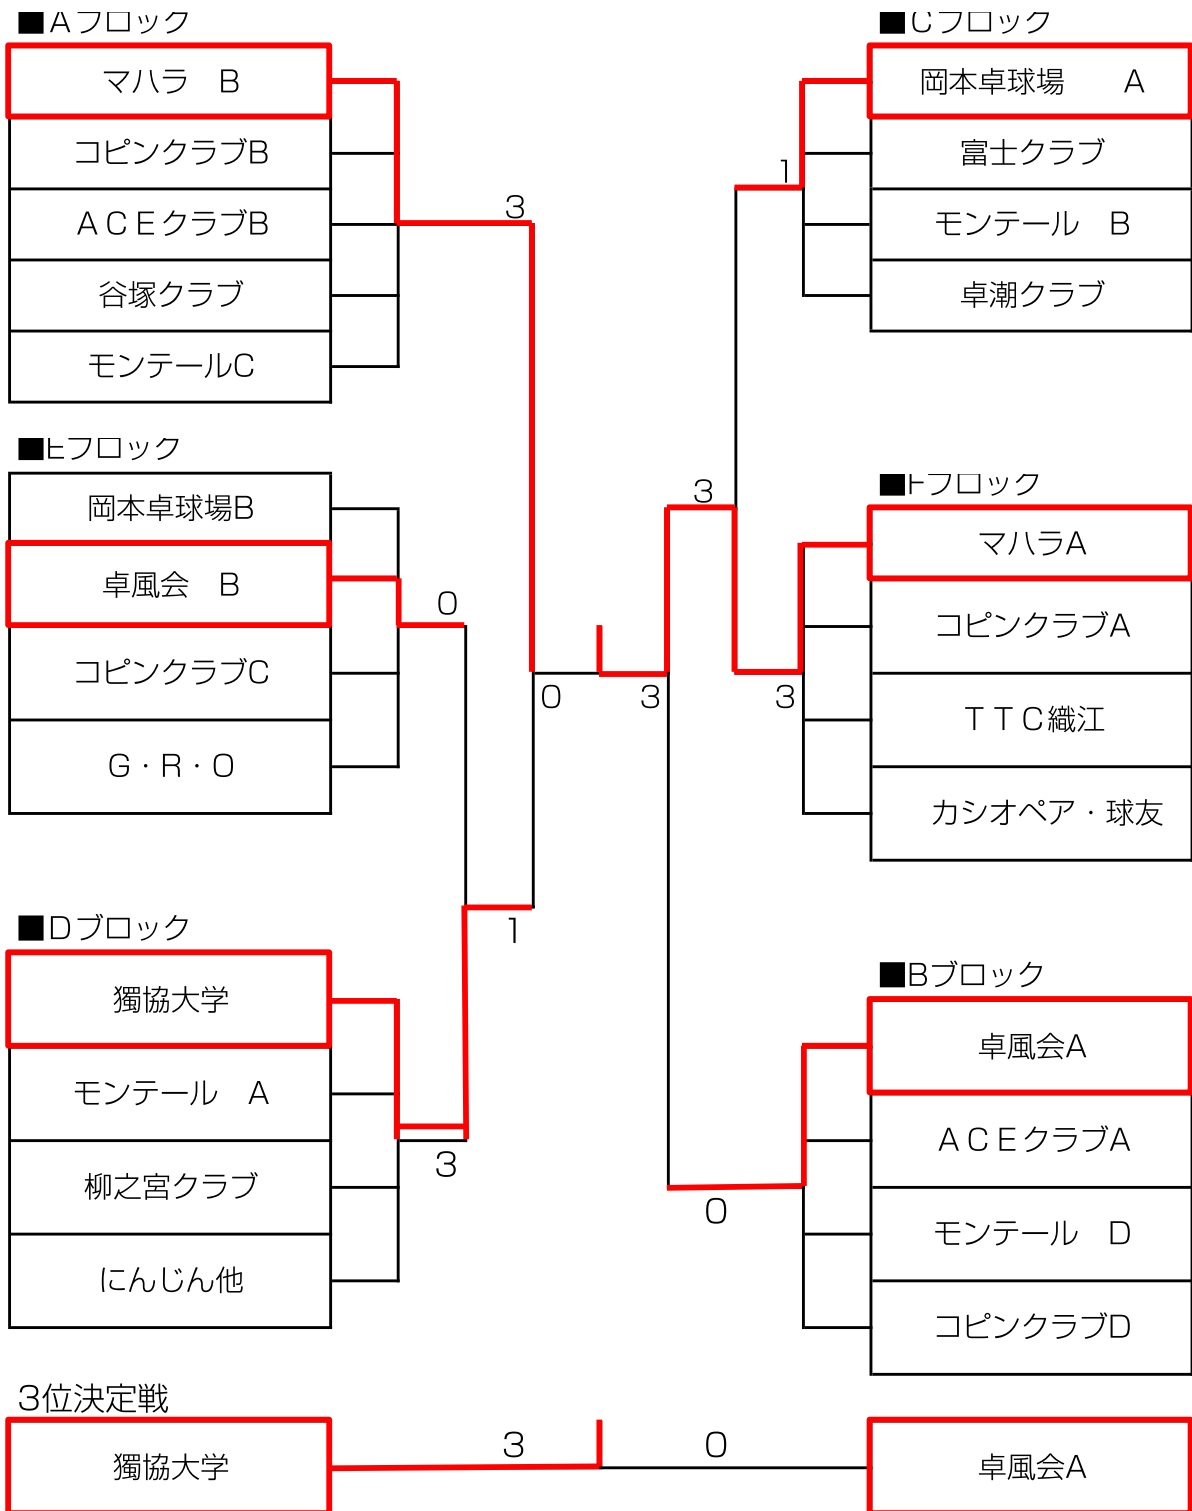 ■Aブロック
マハラ　B
コピンクラブB
ＡＣＥクラブB
谷塚クラブ
モンテールC
3
■Eブロック
岡本卓球場B
卓風会　B
コピンクラブC
Ｇ・Ｒ・Ｏ
0
■Dブロック
獨協大学
モンテール　A
柳之宮クラブ
にんじん他
3
1
0
3
■Cブロック
岡本卓球場　　A
富士クラブ
モンテール　B
卓潮クラブ
1
3
■Fブロック
マハラA
コピンクラブA
ＴＴＣ織江
カシオペア・球友
3
■Bブロック
卓風会A
ＡＣＥクラブA
モンテール　D
コピンクラブD
0
3位決定戦
獨協大学
3
0
卓風会A